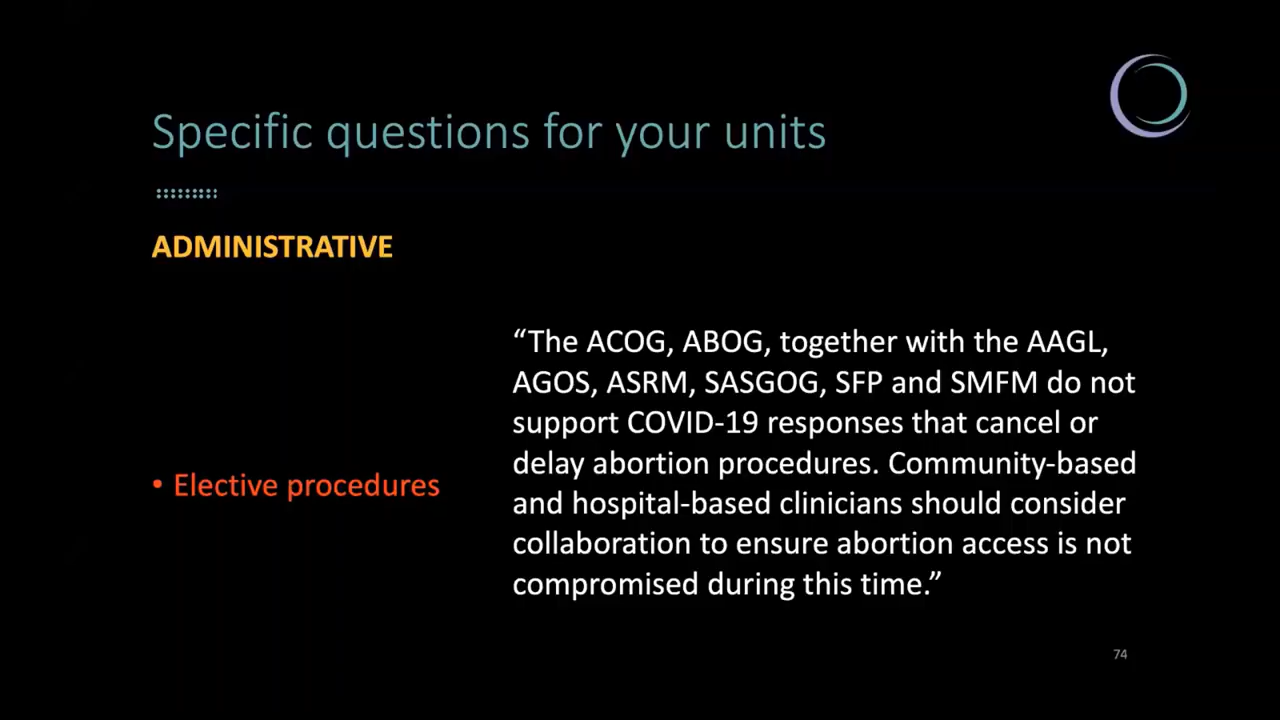 Specific questions for your units
ADMINISTRATIVE
• Elective procedures
“The ACOG, ABOG, together with the AAGL,
AGOS, ASRM, SASGOG, SFP and SMFM do not
support COVID-19 responses that cancel or
delay abortion procedures. Community-based
and hospital-based clinicians should consider
collaboration to ensure abortion access is not
compromised during this time.”
74